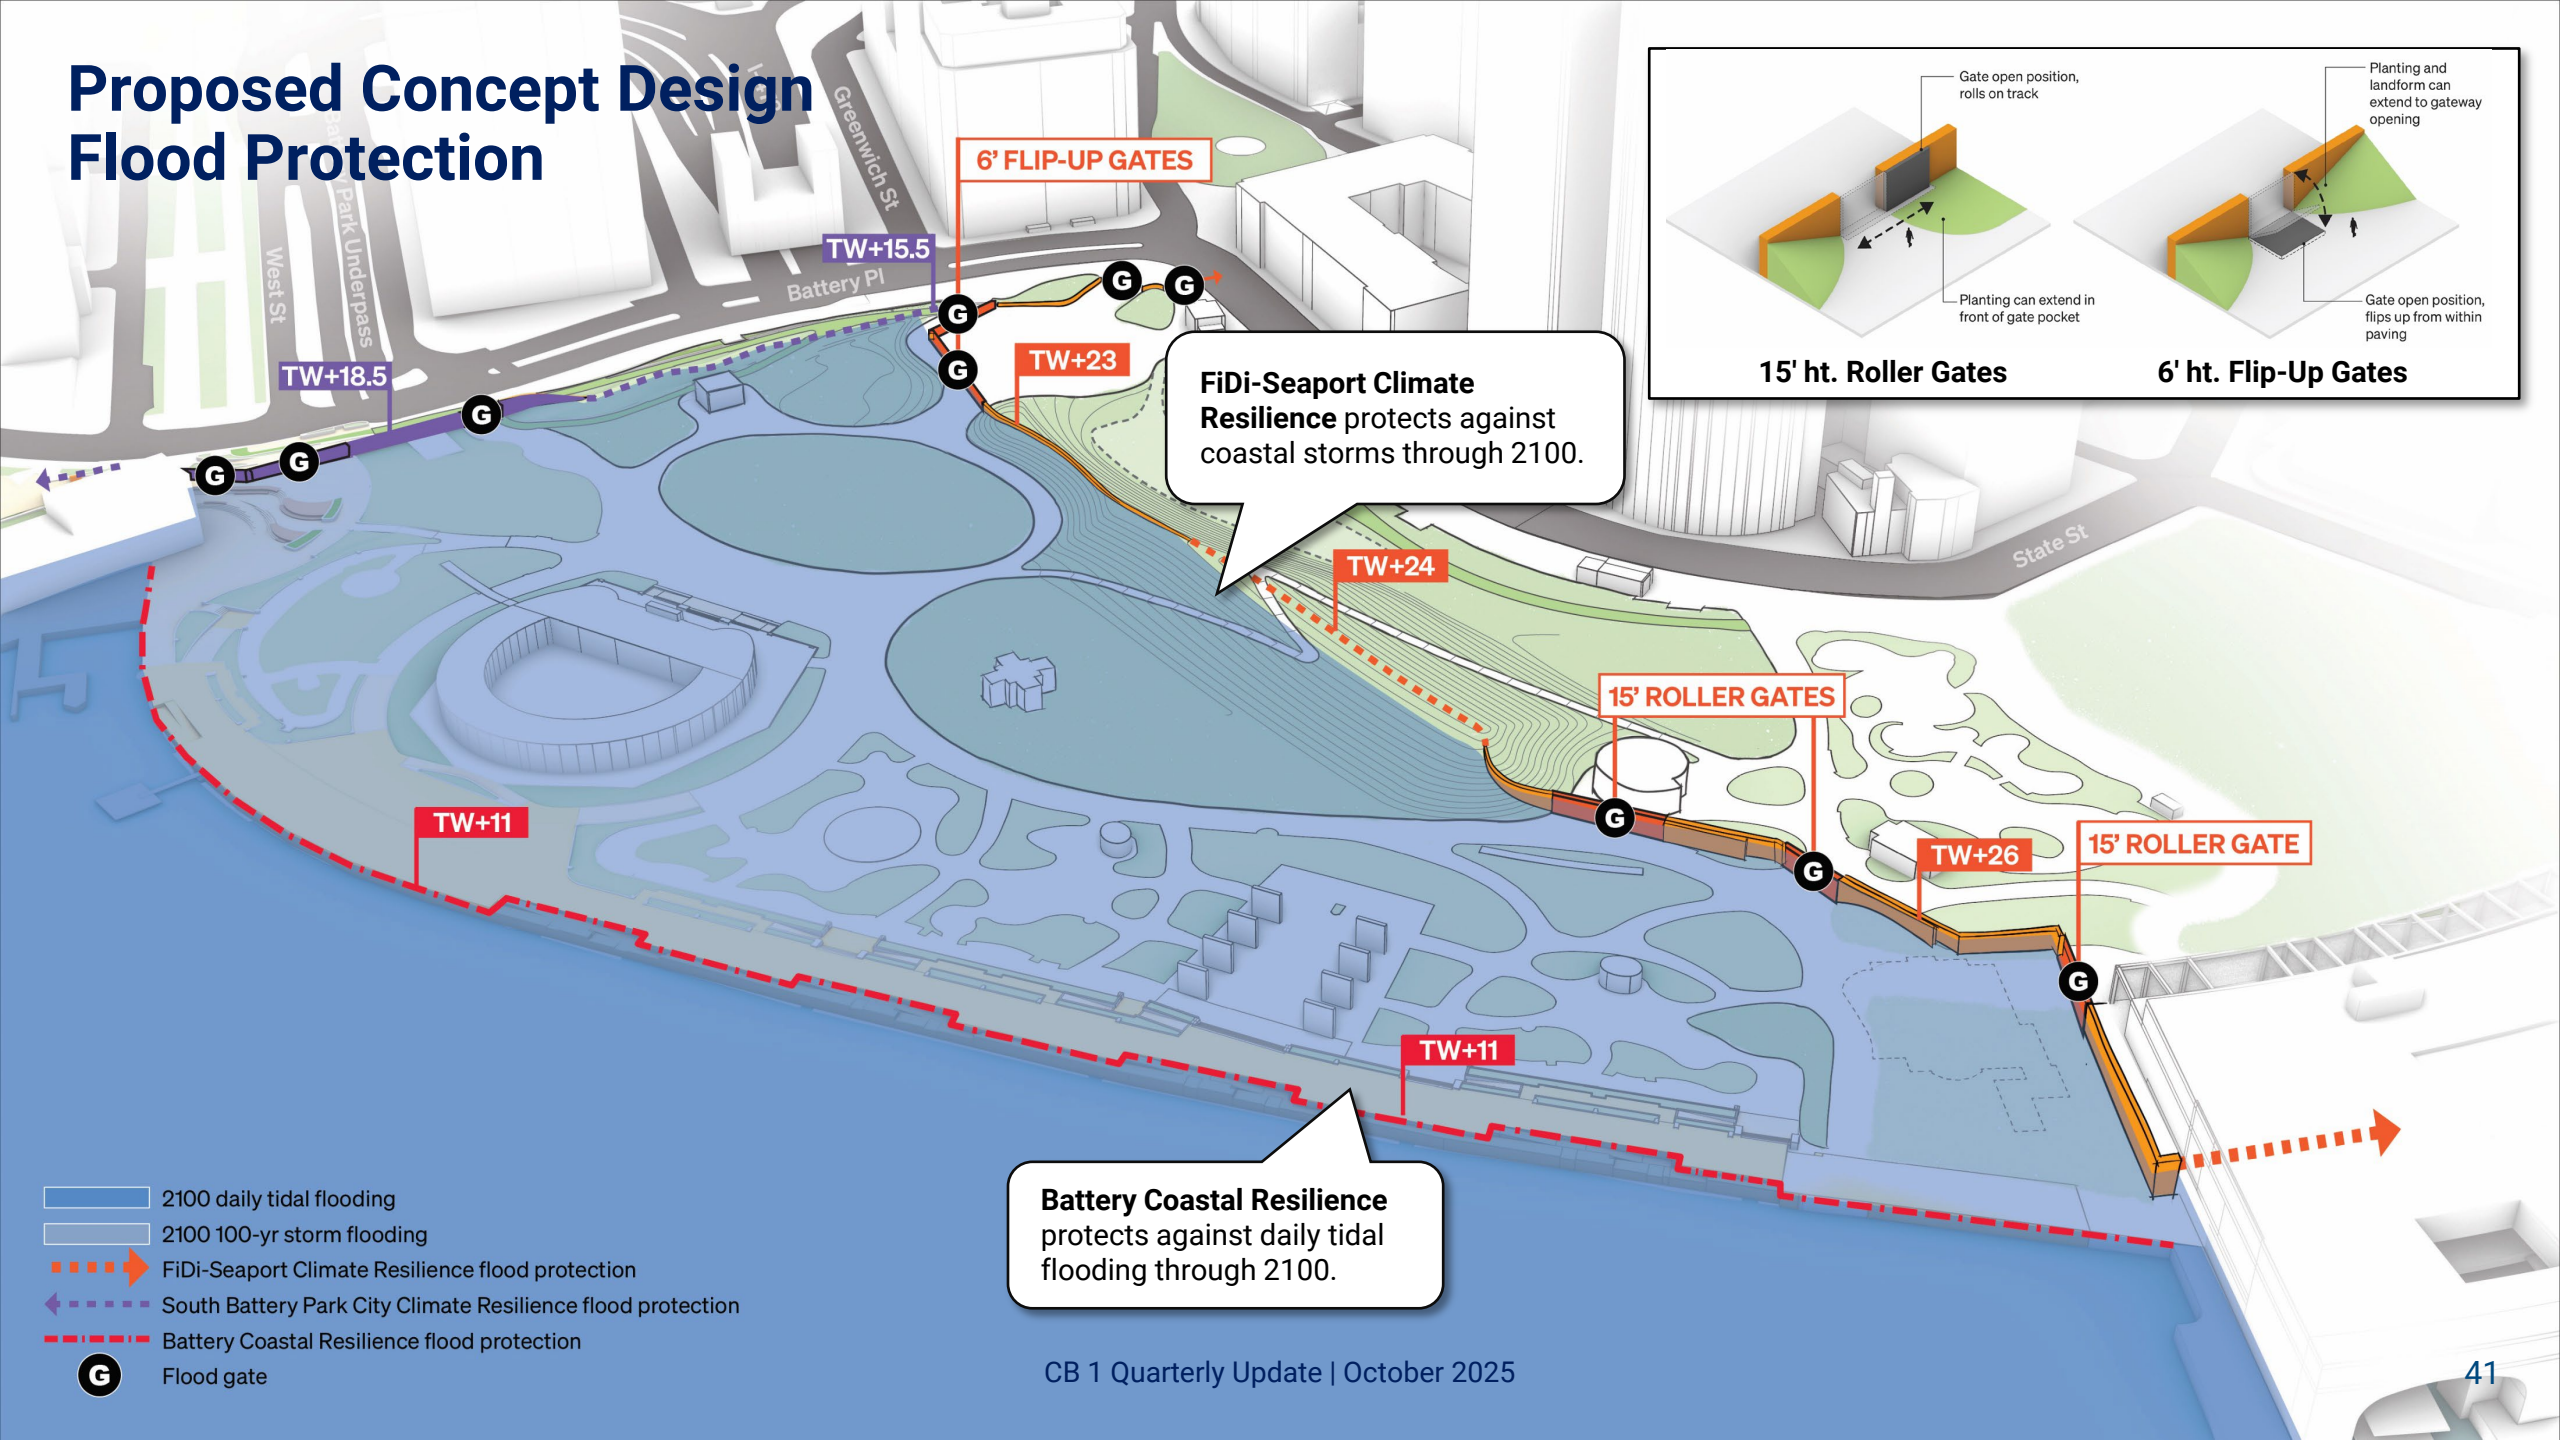 Proposed Concept Design
Flood Protection
Battery Park Underpass
West St
Greenwich St
Battery Pl
State St
6’ FLIP-UP GATES
TW+15.5
TW+18.5
TW+23
G
G
G
G
G
G
G
FiDi-Seaport Climate
Resilience protects against
coastal storms through 2100.
TW+24
15’ ROLLER GATES
G
G
TW+26
15’ ROLLER GATE
G
TW+11
TW+11
Battery Coastal Resilience
protects against daily tidal
flooding through 2100.
Gate open position,
rolls on track
Planting can extend in
front of gate pocket
15' ht. Roller Gates
Planting and
landform can
extend to gateway
opening
Gate open position,
flips up from within
paving
6' ht. Flip-Up Gates
2100 daily tidal flooding
2100 100-yr storm flooding
FiDi-Seaport Climate Resilience flood protection
South Battery Park City Climate Resilience flood protection
Battery Coastal Resilience flood protection
G Flood gate
CB 1 Quarterly Update | October 2025
41